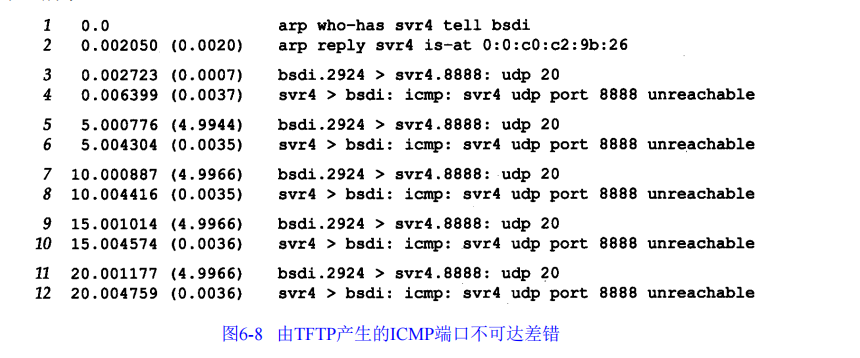 1 0.0 arp who-has svr4 tell bsdi
2 0.002050 (0.0020) arp reply svr4 is-at 0:0:c0:c2:9b:26
3 0.002723 (0.0007) bsdi.2924 > svr4.8888: udp 20
4 0.006399 (0.0037) svr4 > bsdi: icmp: svr4 udp port 8888 unreachable
5 5.000776 (4.9944) bsdi.2924 > svr4.8888: udp 20
6 5.004304 (0.0035) svr4 > bsdi: icmp: svr4 udp port 8888 unreachable
7 10.000887 (4.9966) bsdi.2924 > svr4.8888: udp 20
8 10.004416 (0.0035) svr4 > bsdi: icmp: svr4 udp port 8888 unreachable
9 15.001014 (4.9966) bsdi.2924 > svr4.8888: udp 20
10 15.004574 (0.0036) svr4 > bsdi: icmp: svr4 udp port 8888 unreachable
11 20.001177 (4.9966) bsdi.2924 > svr4.8888: udp 20
12 20.004759 (0.0036) svr4 > bsdi: icmp: svr4 udp port 8888 unreachable
图6-8 由TFTP产生的ICMP端口不可达差错